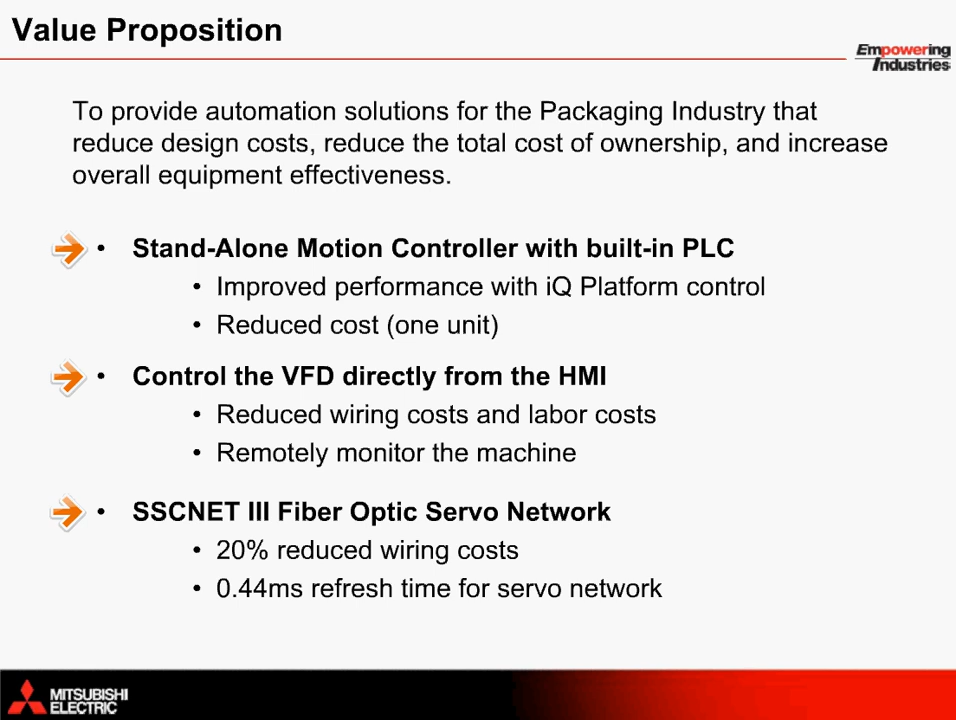 Value Proposition
Empowering
Industries
To provide automation solutions for the Packaging Industry that
reduce design costs, reduce the total cost of ownership, and increase
overall equipment effectiveness.
• Stand-Alone Motion Controller with built-in PLC
• Improved performance with iQ Platform control
• Reduced cost (one unit)
• Control the VFD directly from the HMI
• Reduced wiring costs and labor costs
• Remotely monitor the machine
• SSCNET III Fiber Optic Servo Network
• 20% reduced wiring costs
• 0.44ms refresh time for servo network
MITSUBISHI
ELECTRIC